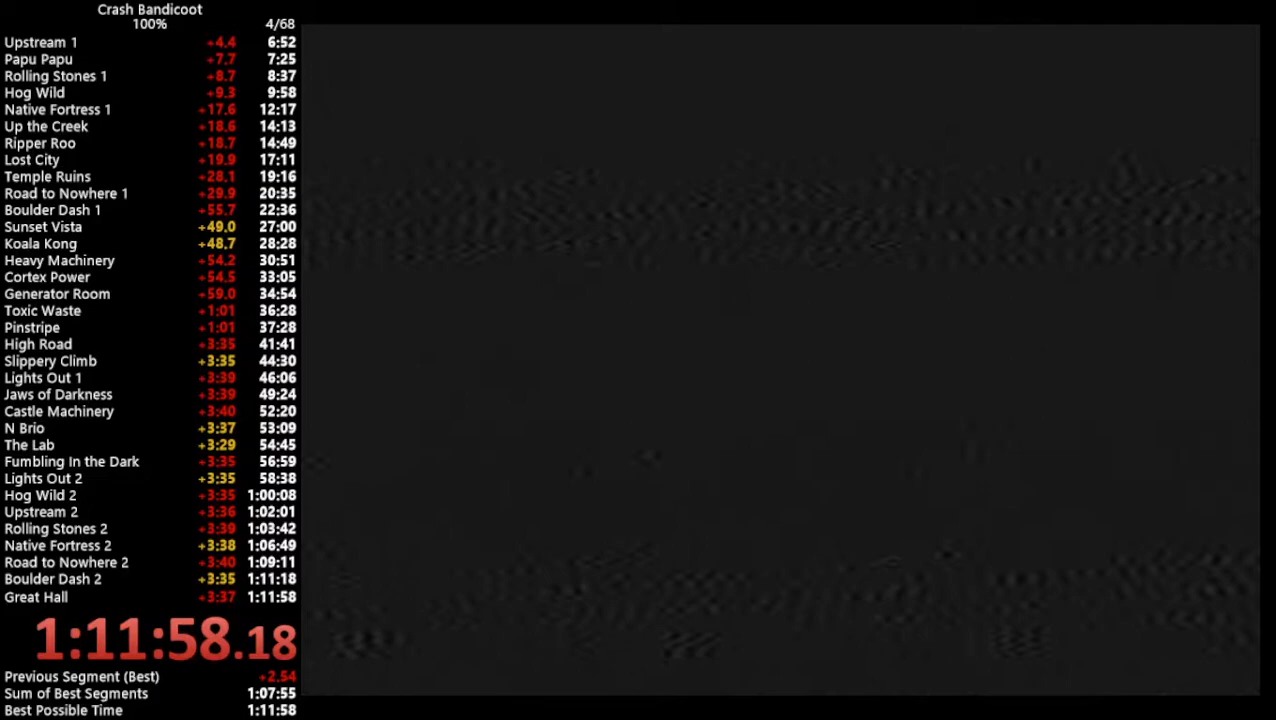 Crash Bandicoot
100% 4/68
Upstream 1 +4.4 6:52
Papu Papu +7.7 7:25
Rolling Stones 1 +8.7 8:37
Hog Wild +9.3 9:58
Native Fortress 1 +17.6 12:17
Up the Creek +18.6 14:13
Ripper Roo +18.7 14:49
Lost City +19.9 17:11
Temple Ruins +28.1 19:16
Road to Nowhere 1 +29.9 20:35
Boulder Dash 1 +55.7 22:36
Sunset Vista +49.0 27:00
Koala Kong +48.7 28:28
Heavy Machinery +54.2 30:51
Cortex Power +54.5 33:05
Generator Room +59.0 34:54
Toxic Waste +1:01 36:28
Pinstripe +1:01 37:28
High Road +3:35 41:41
Slippery Climb +3:35 44:30
Lights Out 1 +3:39 46:06
Jaws of Darkness +3:39 49:24
Castle Machinery +3:40 52:20
N Brio +3:37 53:09
The Lab +3:29 54:45
Fumbling In the Dark +3:35 56:59
Lights Out 2 +3:35 58:38
Hog Wild 2 +3:35 1:00:08
Upstream 2 +3:36 1:02:01
Rolling Stones 2 +3:39 1:03:42
Native Fortress 2 +3:38 1:06:49
Road to Nowhere 2 +3:40 1:09:11
Boulder Dash 2 +3:35 1:11:18
Great Hall +3:37 1:11:58
1:11:58.18
Previous Segment (Best) +2.54
Sum of Best Segments 1:07:55
Best Possible Time 1:11:58